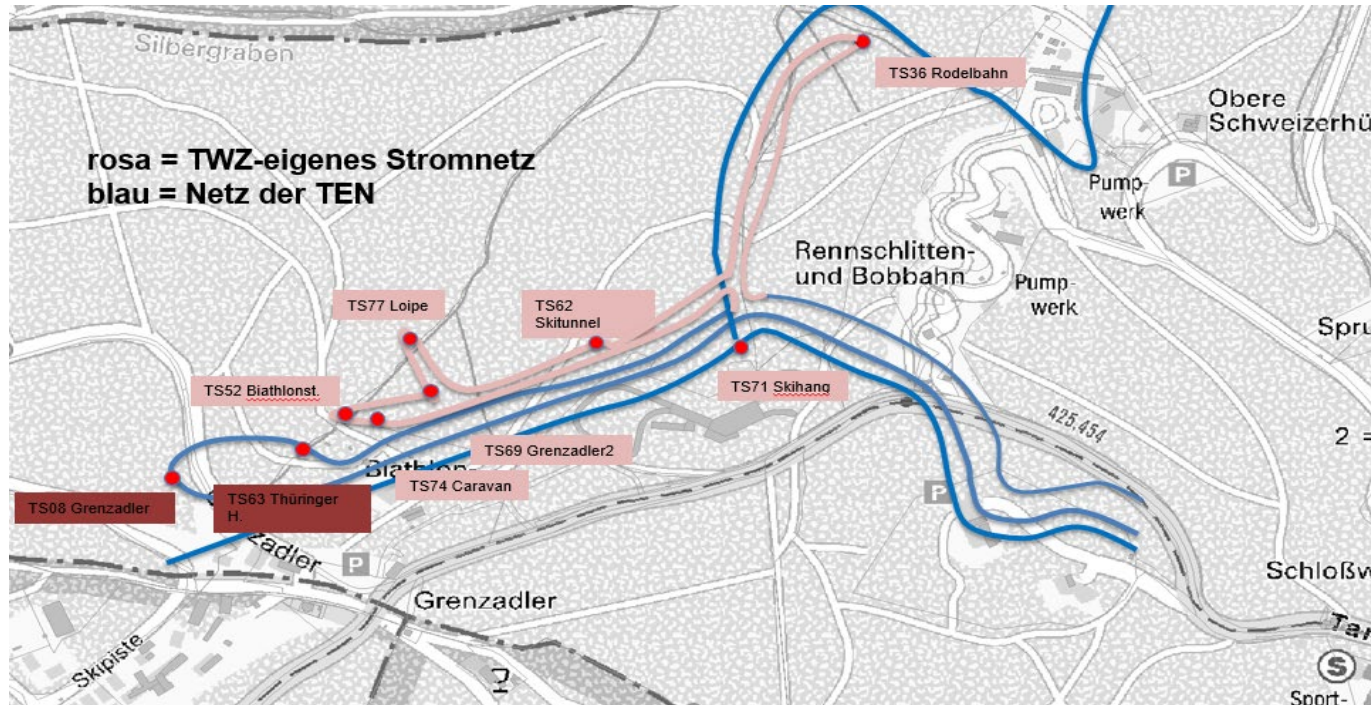 Silbergraben
TS36 Rodelbahn
Obere
Schweizerhü
rosa = TWZ-eigenes Stromnetz
blau = Netz der TEN
P
Pump-
werk
Rennschlitten-
und Bobbahn
Pump-
werk
TS77 Loipe
TS62
Skitunnel
Spru
TS52 Biathlonst.
TS71 Skihang
425,454
2 =
TS69 Grenzadler2
Biathlon-
TS74 Caravan
TS08 Grenzadler
TS63 Thüringer
H.
P
zadler
P
Grenzadler
Schloßw
Tar
Skipiste
S
Sport-